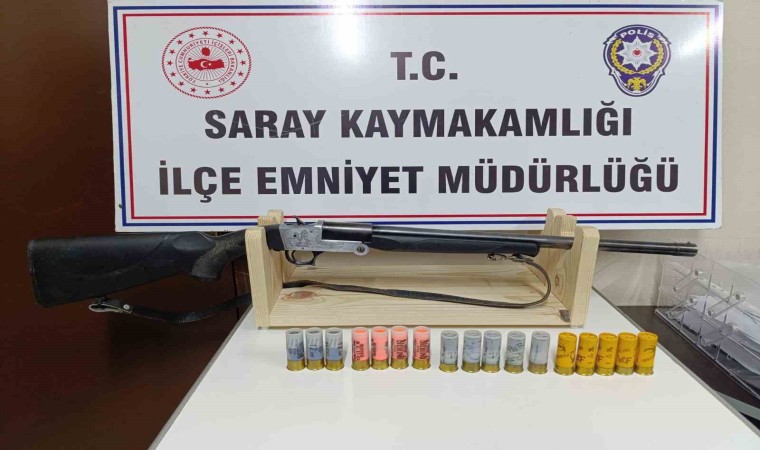 T.C.
POLİS
SARAY KAYMAKAMLIĞI
İLÇE EMNİYET MÜDÜRLÜĞÜ